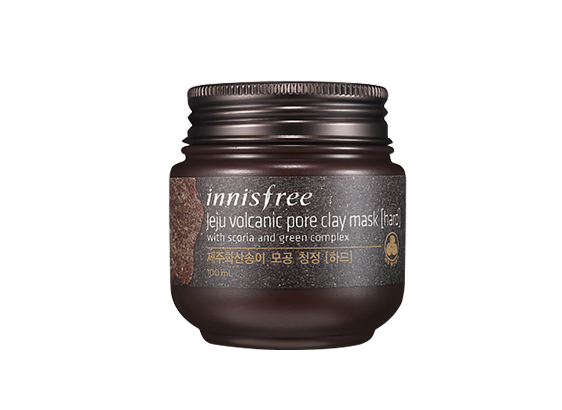 innisfree
jeju volcanic pore clay mask [hard]
with scoria and green complex
제주화산송이 모공 청정 [하드]
100 mL